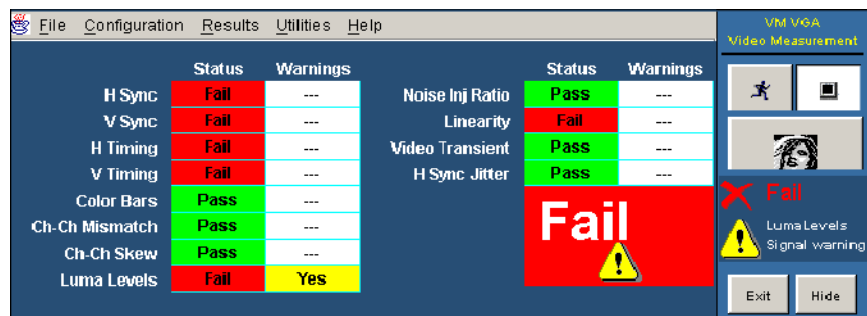 File Configuration Results Utilities Help
VM VGA
Video Measurement
Status Warnings
H Sync Fail ---
V Sync Fail ---
H Timing Fail ---
V Timing Fail ---
Color Bars Pass ---
Ch-Ch Mismatch Pass ---
Ch-Ch Skew Pass ---
Luma Levels Fail Yes
Status Warnings
Noise Inj Ratio Pass ---
Linearity Fail ---
Video Transient Pass ---
H Sync Jitter Pass ---
Fail
Fail
LumaLevels
Signal warning
Exit Hide